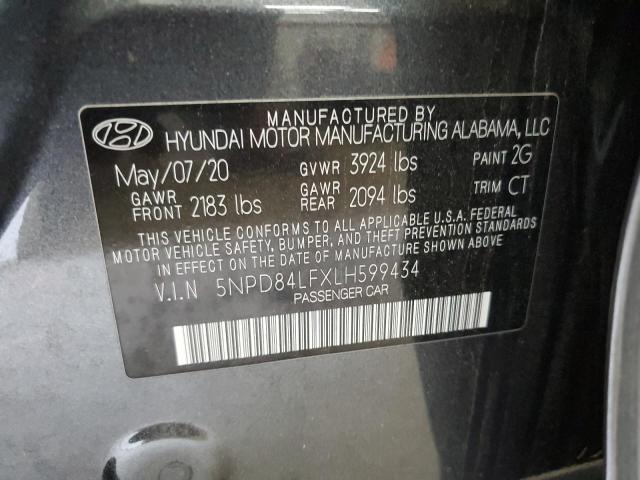 MANUFACTURED BY
HYUNDAI MOTOR MANUFACTURING ALABAMA, LLC
May/07/20 GVWR 3924 lbs PAINT 2G
GAWR FRONT 2183 lbs GAWR REAR 2094 lbs TRIM CT
THIS VEHICLE CONFORMS TO ALL APPLICABLE U.S.A. FEDERAL
MOTOR VEHICLE SAFETY, BUMPER, AND THEFT PREVENTION STANDARDS
IN EFFECT ON THE DATE OF MANUFACTURE SHOWN ABOVE.
V.I.N 5NPD84LFXLH599434
PASSENGER CAR